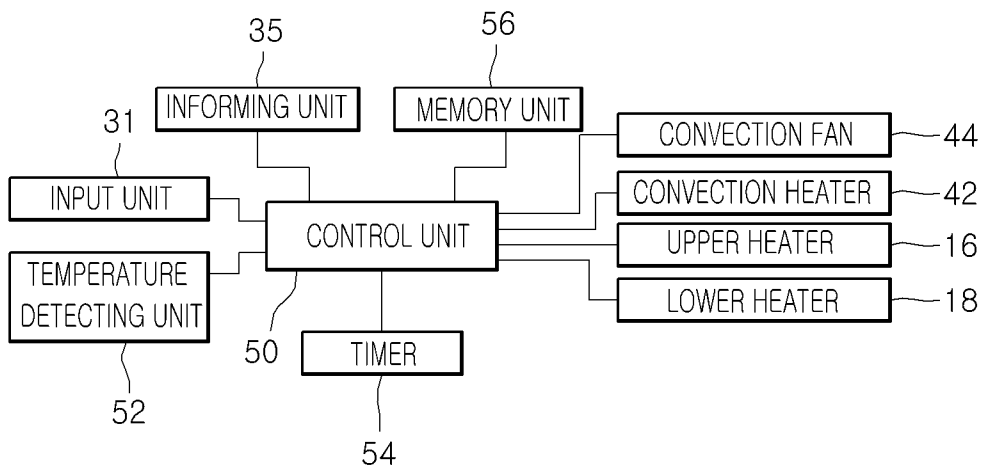 35
56
INFORMING UNIT
MEMORY UNIT
CONVECTION FAN
44
31
INPUT UNIT
CONVECTION HEATER
42
CONTROL UNIT
UPPER HEATER
16
TEMPERATURE
DETECTING UNIT
LOWER HEATER
18
50
TIMER
52
54